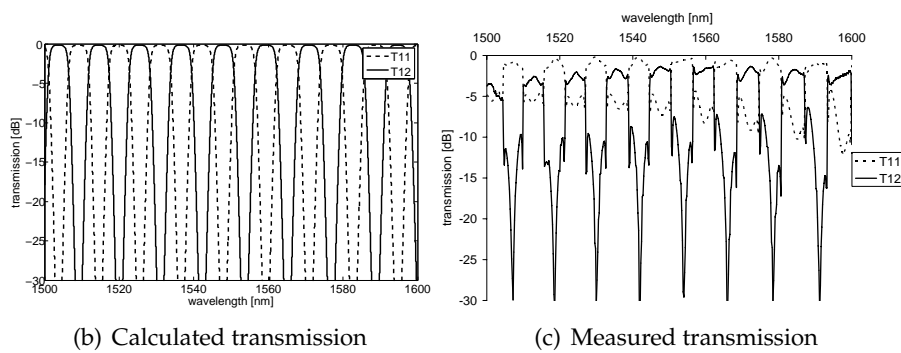 0
−5
−10
−15
−20
−25
−30
transmission [dB]
1500 1520 1540 1560 1580 1600
wavelength [nm]
T11
T12
(b) Calculated transmission
wavelength [nm]
1500 1520 1540 1560 1580 1600
0
-5
-10
-15
-20
-25
-30
transmission [dB]
T11
T12
(c) Measured transmission